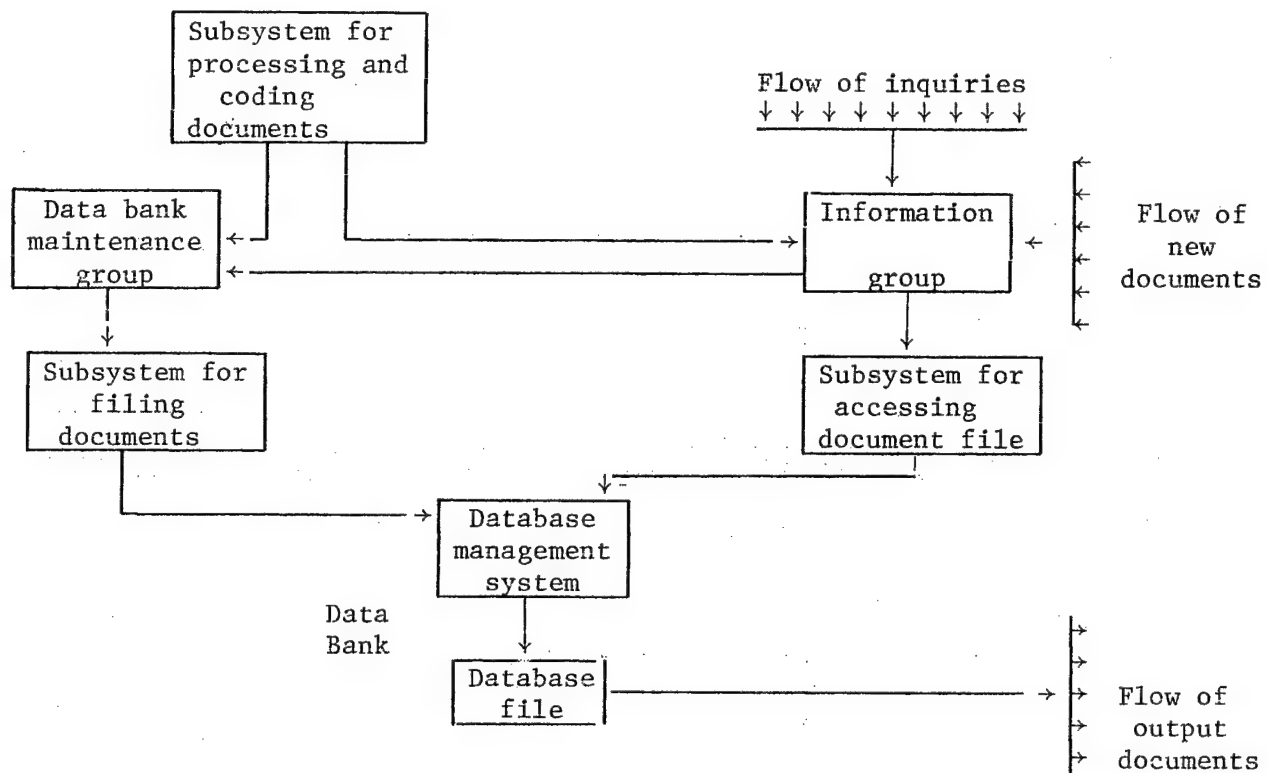 Subsystem for
processing and
coding
documents
Flow of inquiries
Data bank
maintenance
group
Information
group
Flow of
new
documents
Subsystem for
filing
documents
Subsystem for
accessing
document file
Database
management
system
Data
Bank
Database
file
Flow of
output
documents